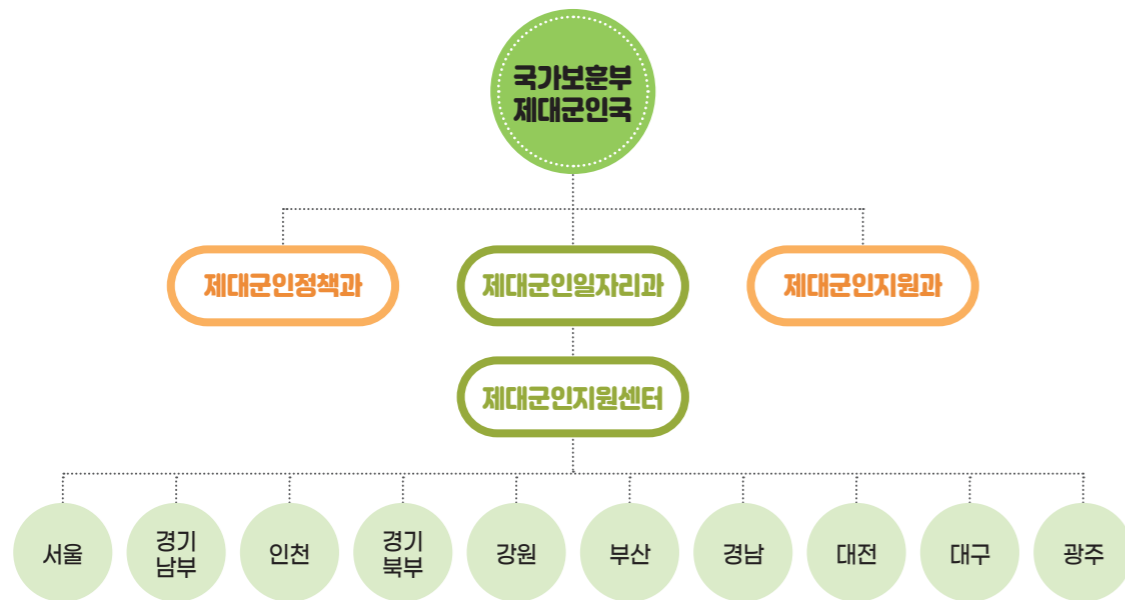 국가보훈부
제대군인국
제대군인정책과
제대군인일자리과
제대군인지원과
제대군인지원센터
서울
경기
남부
인천
경기
북부
강원
부산
경남
대전
대구
광주